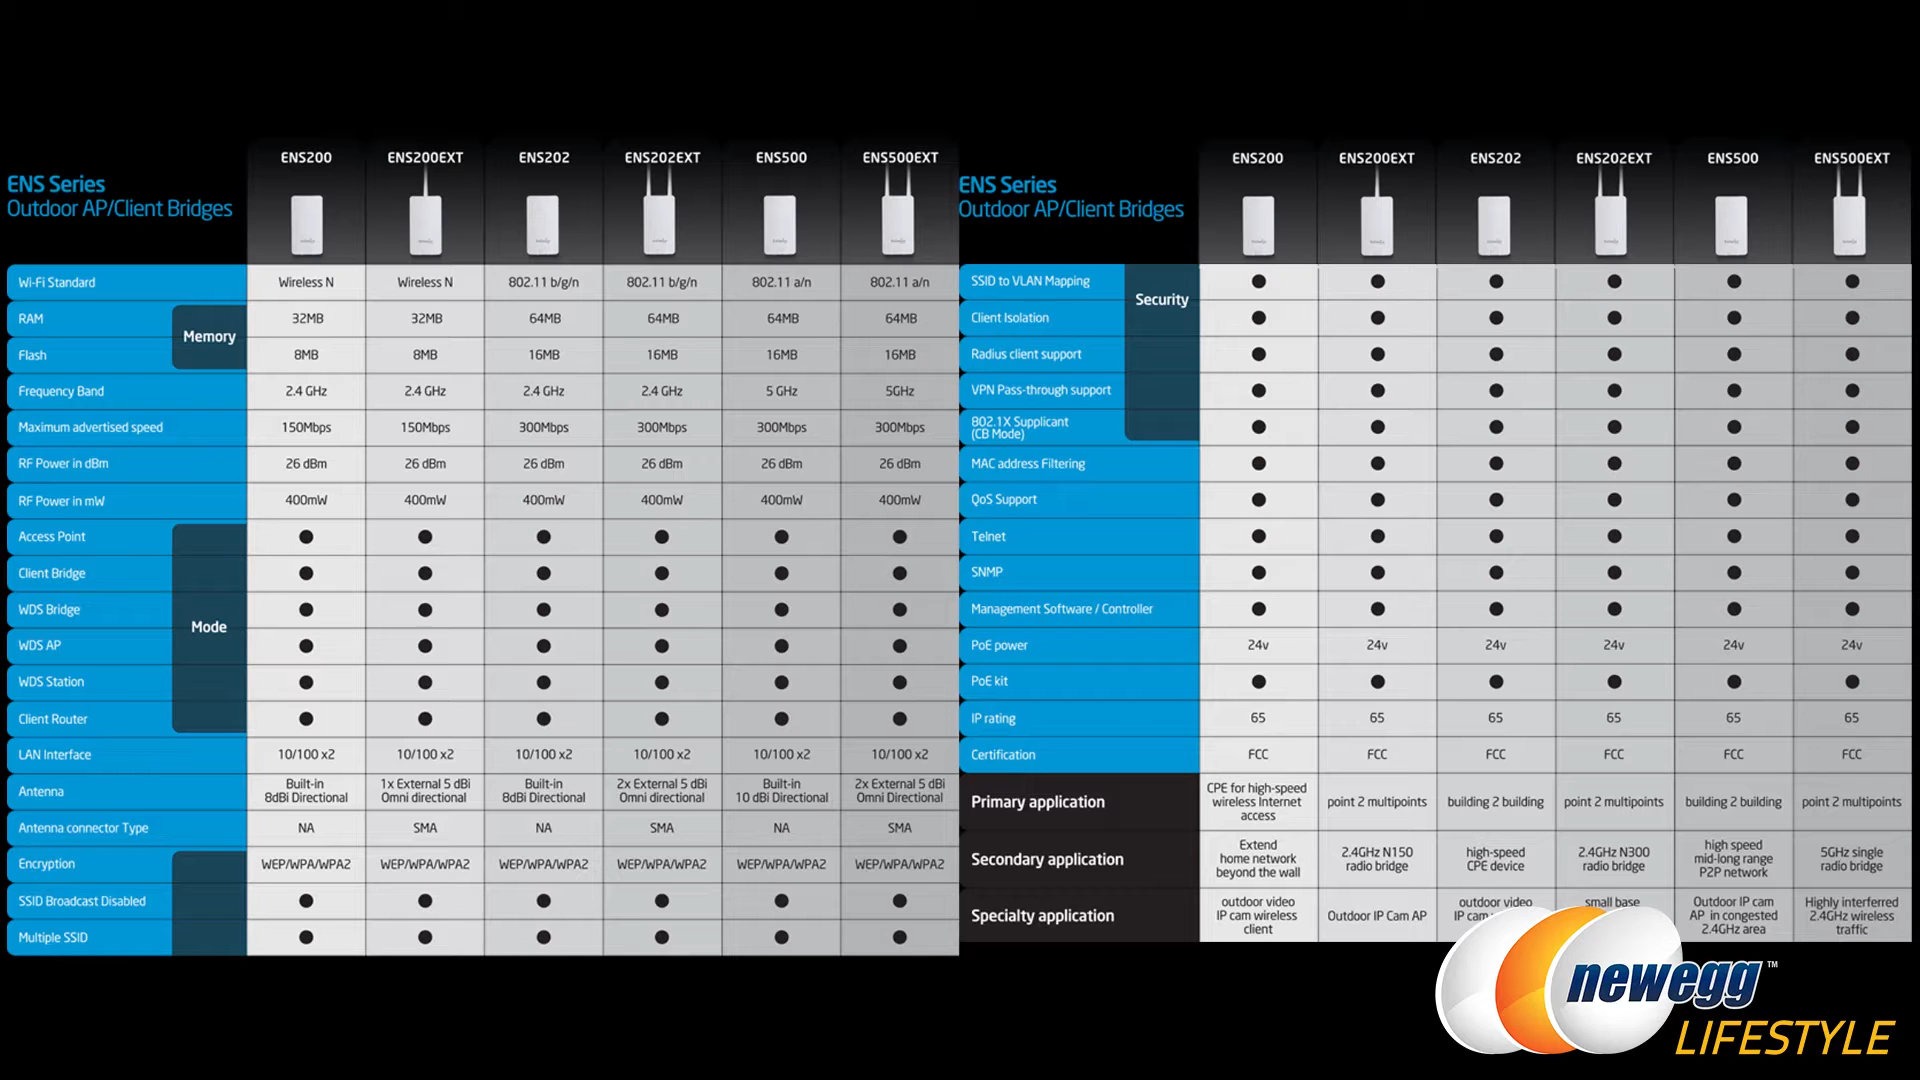 ENS200 ENS200EXT ENS202 ENS202EXT ENS500 ENS500EXT
ENS Series
Outdoor AP/Client Bridges
Wi-Fi Standard Wireless N Wireless N 802.11 b/g/n 802.11 b/g/n 802.11 a/n 802.11 a/n
Memory
RAM 32MB 32MB 64MB 64MB 64MB 64MB
Flash 8MB 8MB 16MB 16MB 16MB 16MB
Frequency Band 2.4 GHz 2.4 GHz 2.4 GHz 2.4 GHz 5 GHz 5GHz
Maximum advertised speed 150Mbps 150Mbps 300Mbps 300Mbps 300Mbps 300Mbps
RF Power in dBm 26 dBm 26 dBm 26 dBm 26 dBm 26 dBm 26 dBm
RF Power in mW 400mW 400mW 400mW 400mW 400mW 400mW
Mode
Access Point ● ● ● ● ● ●
Client Bridge ● ● ● ● ● ●
WDS Bridge ● ● ● ● ● ●
WDS AP ● ● ● ● ● ●
WDS Station ● ● ● ● ● ●
Client Router ● ● ● ● ● ●
LAN Interface 10/100 x2 10/100 x2 10/100 x2 10/100 x2 10/100 x2 10/100 x2
Antenna
Built-in 1x External 5 dBi Built-in 2x External 5 dBi Built-in 2x External 5 dBi
8dBi Directional Omni directional 8dBi Directional Omni directional 10 dBi Directional Omni Directional
Antenna connector Type NA SMA NA SMA NA SMA
Encryption WEP/WPA/WPA2 WEP/WPA/WPA2 WEP/WPA/WPA2 WEP/WPA/WPA2 WEP/WPA/WPA2 WEP/WPA/WPA2
SSID Broadcast Disabled ● ● ● ● ● ●
Multiple SSID ● ● ● ● ● ●
ENS200 ENS200EXT ENS202 ENS202EXT ENS500 ENS500EXT
ENS Series
Outdoor AP/Client Bridges
Security
SSID to VLAN Mapping ● ● ● ● ● ●
Client Isolation ● ● ● ● ● ●
Radius client support ● ● ● ● ● ●
VPN Pass-through support ● ● ● ● ● ●
802.1X Supplicant
(CB Mode) ● ● ● ● ● ●
MAC address Filtering ● ● ● ● ● ●
QoS Support ● ● ● ● ● ●
Telnet ● ● ● ● ● ●
SNMP ● ● ● ● ● ●
Management Software / Controller ● ● ● ● ● ●
PoE power 24v 24v 24v 24v 24v 24v
PoE kit ● ● ● ● ● ●
IP rating 65 65 65 65 65 65
Certification FCC FCC FCC FCC FCC FCC
Primary application
CPE for high-speed
wireless Internet
access
point 2 multipoints building 2 building point 2 multipoints building 2 building point 2 multipoints
Secondary application
Extend
home network
beyond the wall
2.4GHz N150
radio bridge
high-speed
CPE device
2.4GHz N300
radio bridge
high speed
mid-long range
P2P network
5GHz single
radio bridge
Specialty application
outdoor video
IP cam wireless
client
Outdoor IP Cam AP
outdoor video
IP cam
small base
Outdoor IP cam
AP in congested
2.4GHz area
Highly interferred
2.4GHz wireless
traffic
newegg™
LIFESTYLE